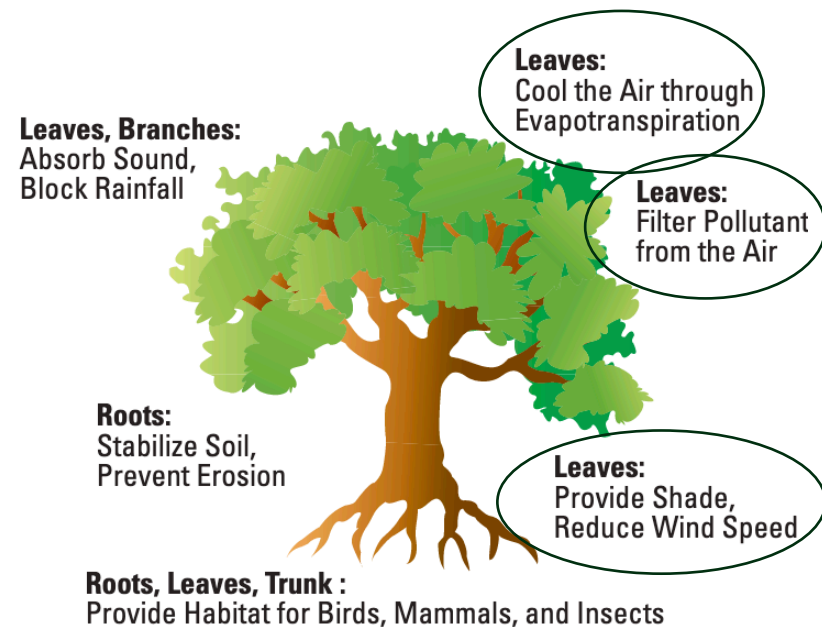 Leaves:
Cool the Air through
Evapotranspiration
Leaves, Branches:
Absorb Sound,
Block Rainfall
Leaves:
Filter Pollutant
from the Air
Roots:
Stabilize Soil,
Prevent Erosion
Leaves:
Provide Shade,
Reduce Wind Speed
Roots, Leaves, Trunk :
Provide Habitat for Birds, Mammals, and Insects